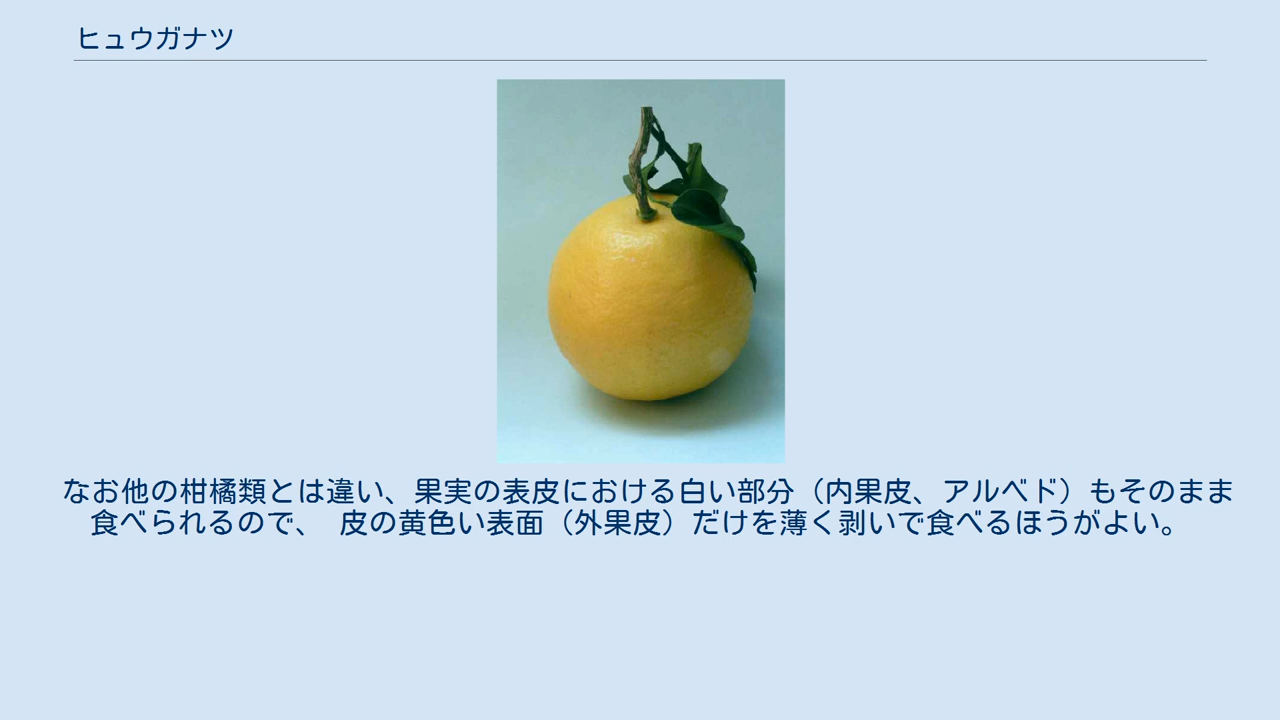 ヒュウガナツ
なお他の柑橘類とは違い、果実の表皮における白い部分（内果皮、アルベド）もそのまま
食べられるので、 皮の黄色い表面（外果皮）だけを薄く剥いで食べるほうがよい。